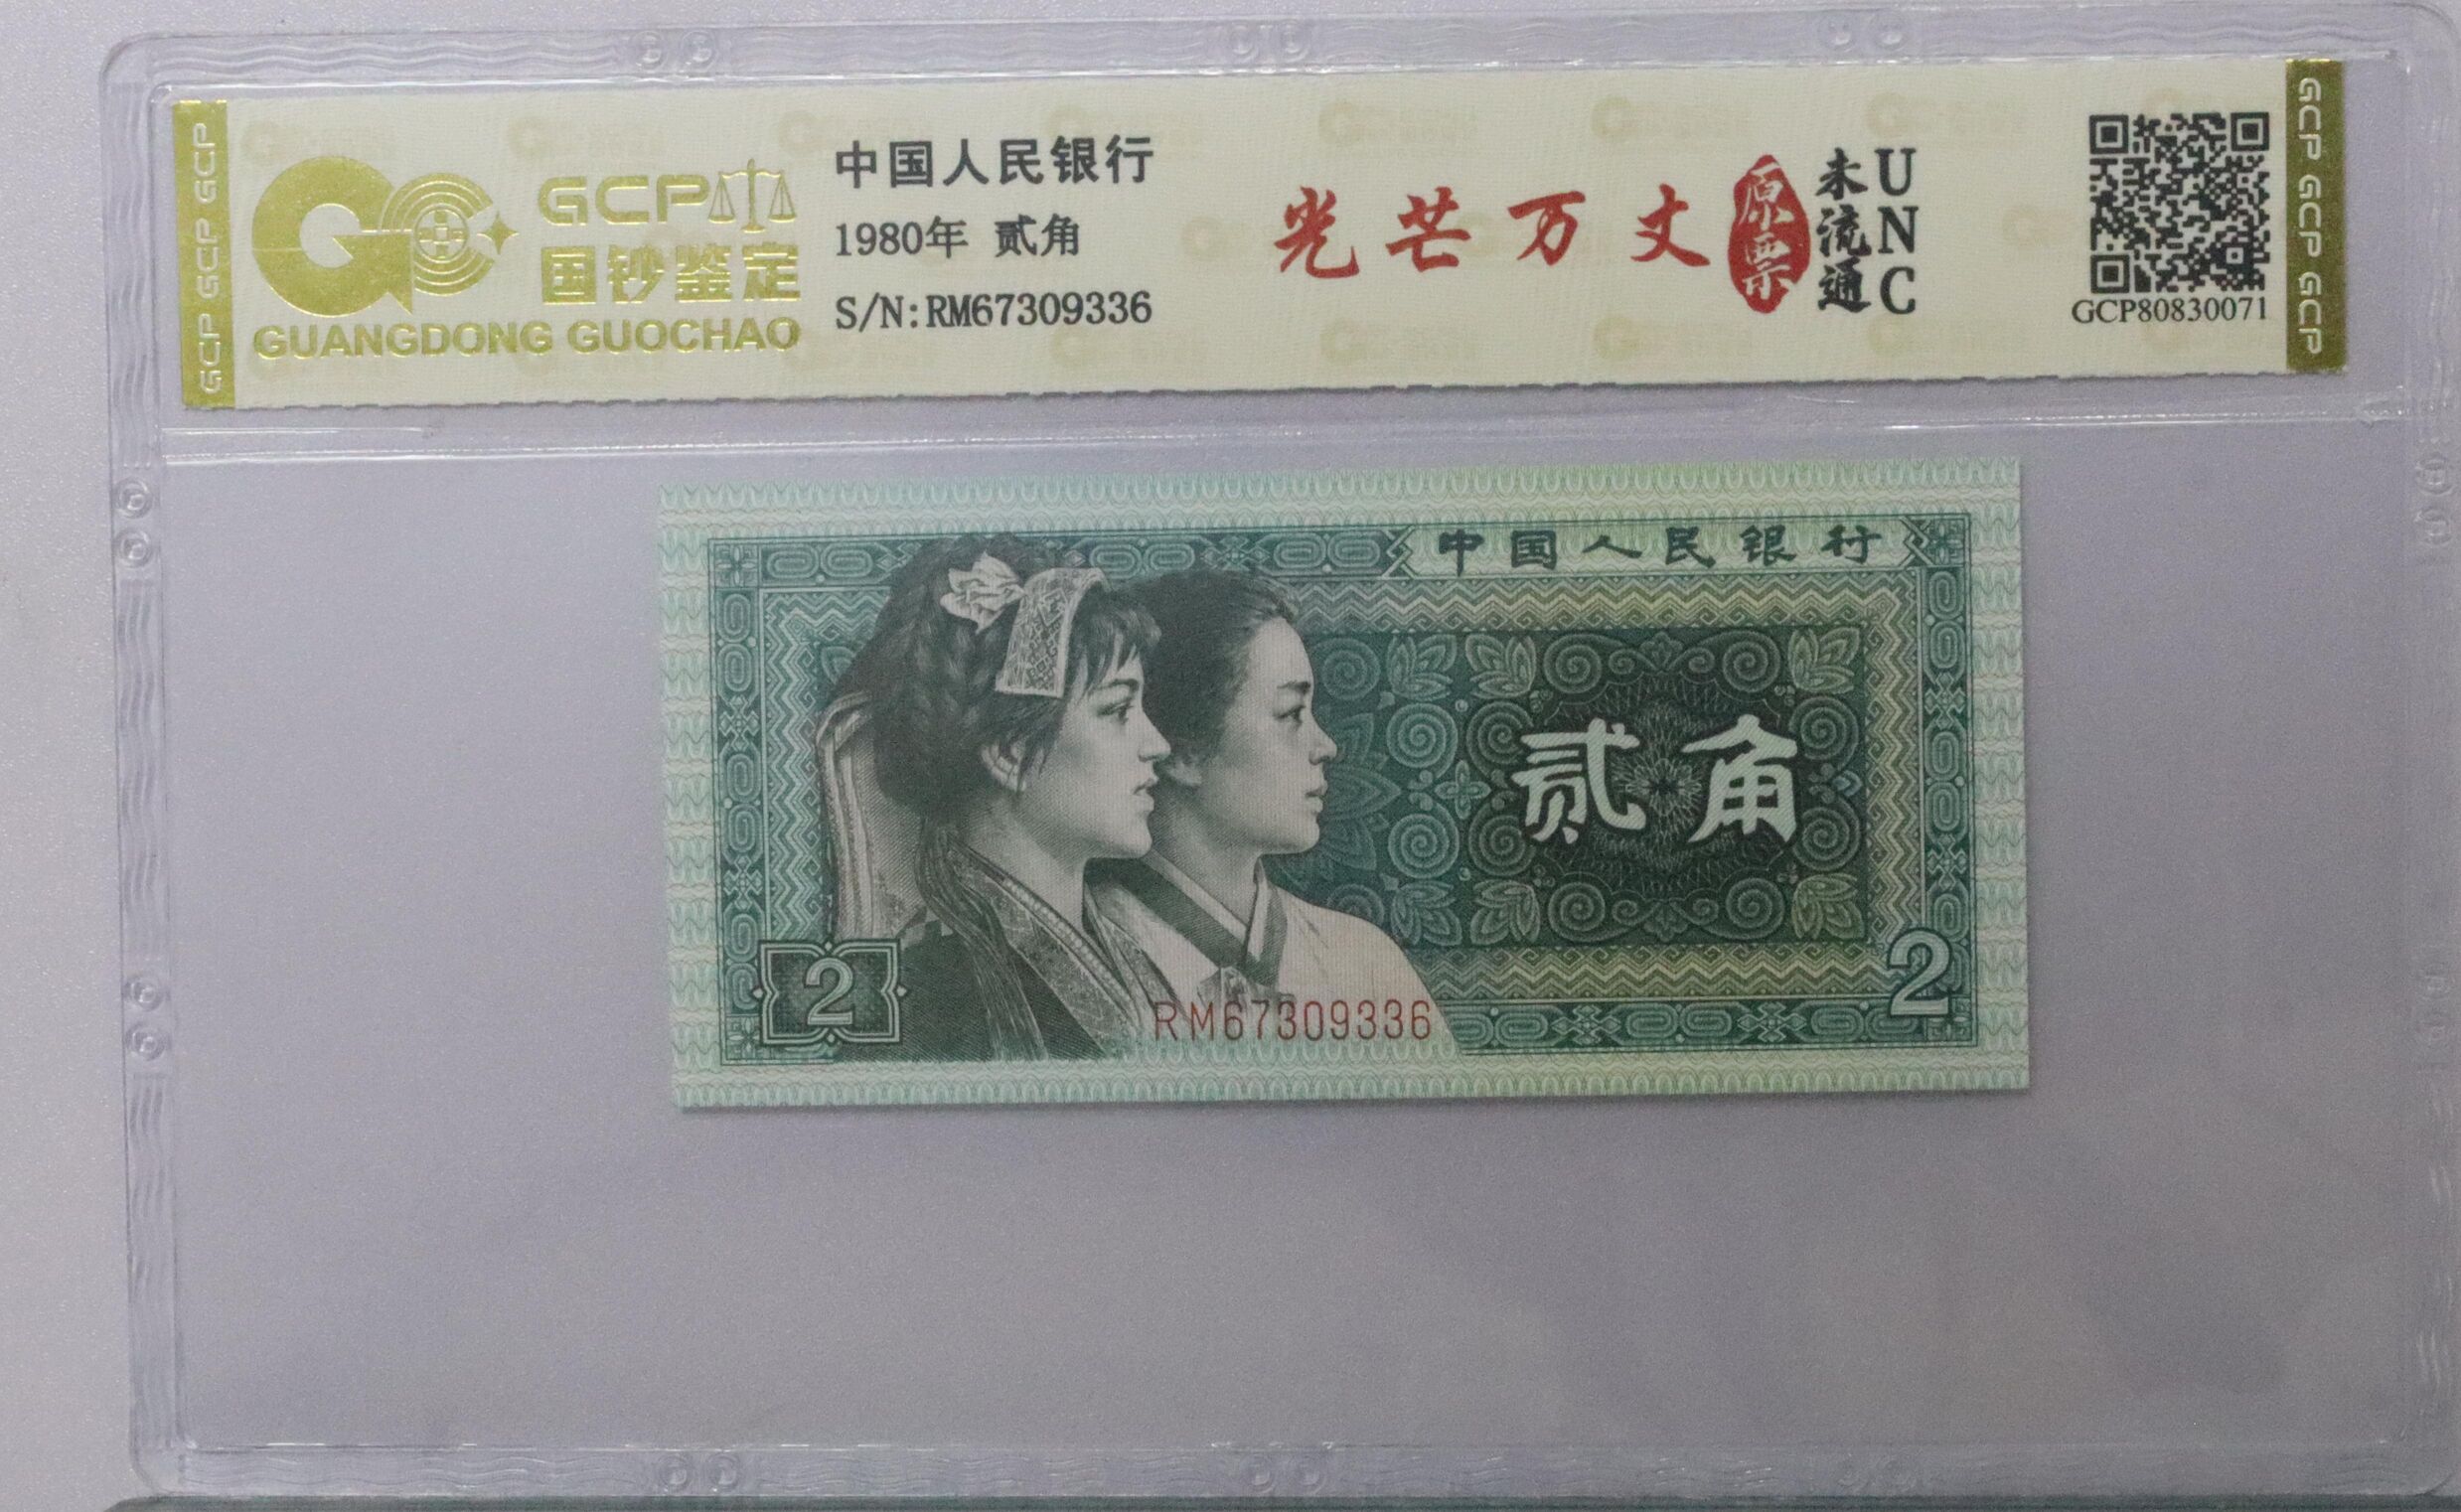 GCP GCP GCP
GCP
国钞鉴定
GUANGDONG GUOCHAO
中国人民银行
1980年 贰角
S/N:RM67309336
光芒万丈
原票
未流通
UNC
GCP80830071
GCP GCP GCP
中国人民银行
贰角
2
RM67309336
2